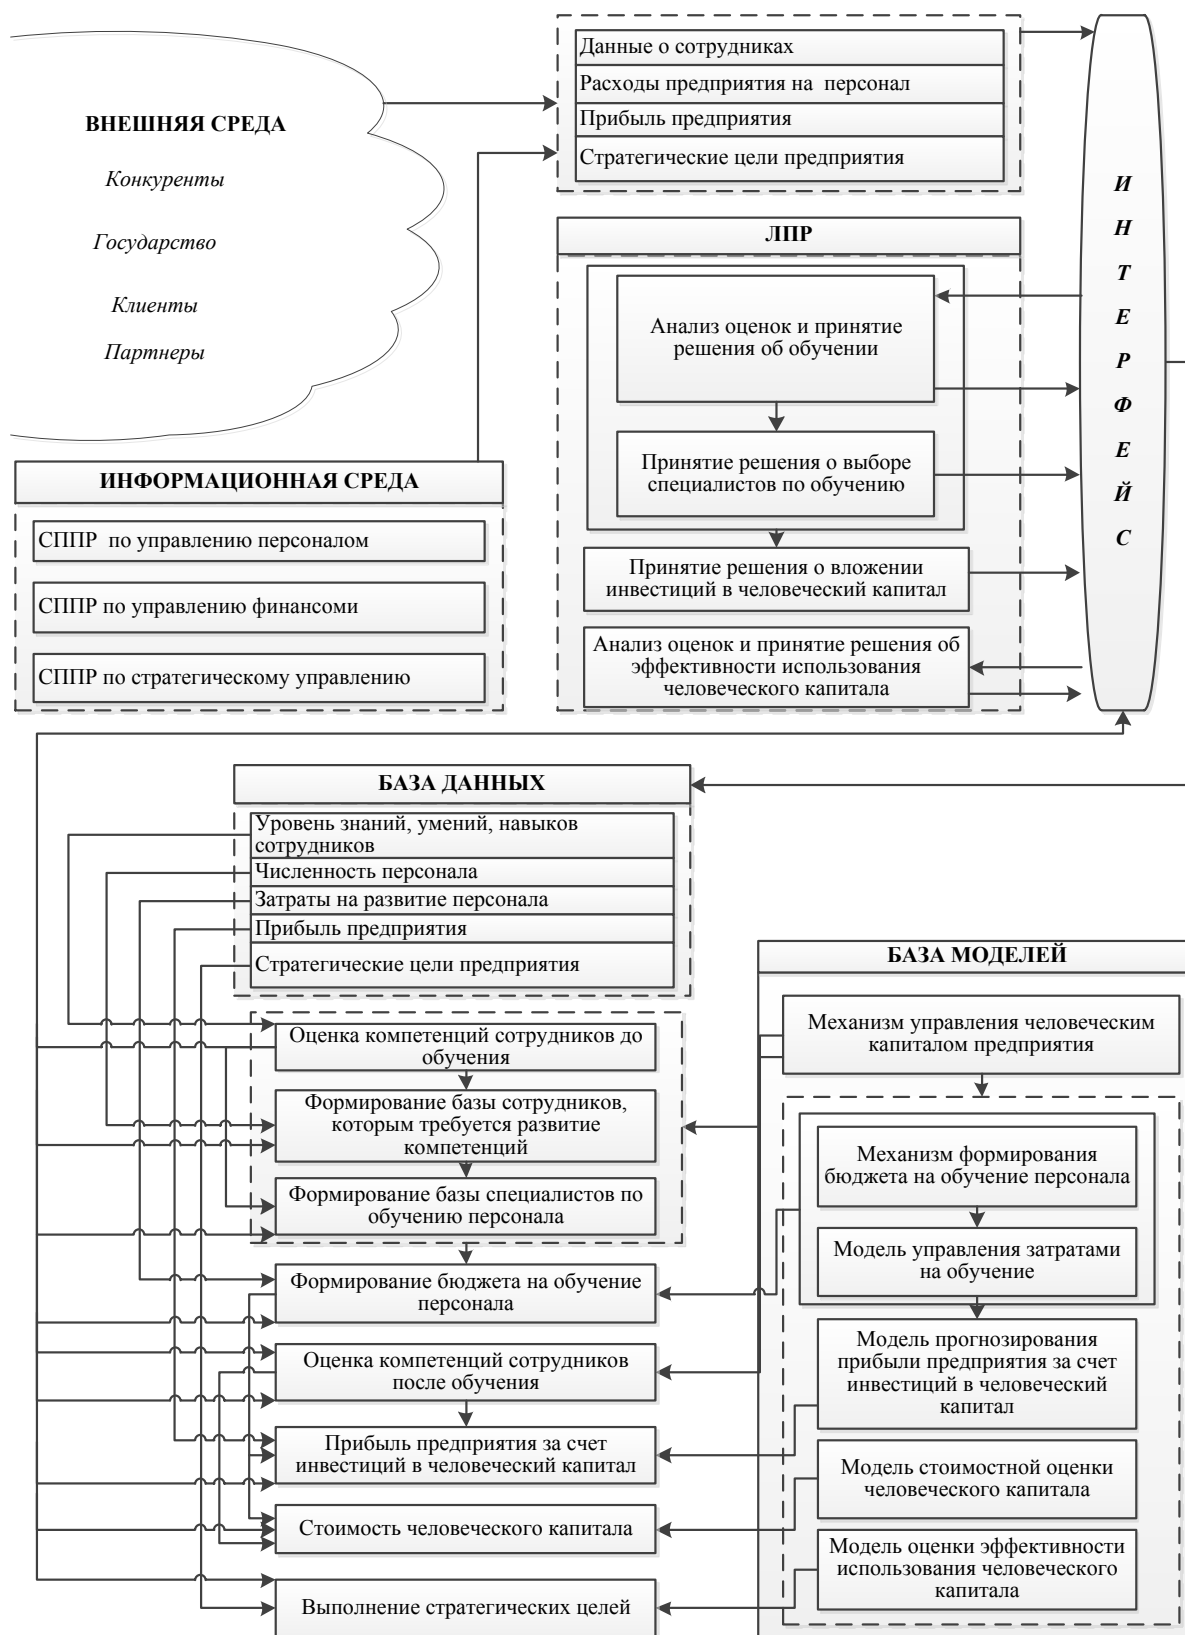 ВНЕШНЯЯ СРЕДА
Конкуренты
Государство
Клиенты
Партнеры
Данные о сотрудниках
Расходы предприятия на персонал
Прибыль предприятия
Стратегические цели предприятия
ЛПР
Анализ оценок и принятие
решения об обучении
Принятие решения о выборе
специалистов по обучению
Принятие решения о вложении
инвестиций в человеческий капитал
Анализ оценок и принятие решения об
эффективности использования
человеческого капитала
И
Н
Т
Е
Р
Ф
Е
Й
С
ИНФОРМАЦИОННАЯ СРЕДА
СППР по управлению персоналом
СППР по управлению финансоми
СППР по стратегическому управлению
БАЗА ДАННЫХ
Уровень знаний, умений, навыков
сотрудников
Численность персонала
Затраты на развитие персонала
Прибыль предприятия
Стратегические цели предприятия
Оценка компетенций сотрудников до
обучения
Формирование базы сотрудников,
которым требуется развитие
компетенций
Формирование базы специалистов по
обучению персонала
Формирование бюджета на обучение
персонала
Оценка компетенций сотрудников
после обучения
Прибыль предприятия за счет
инвестиций в человеческий капитал
Стоимость человеческого капитала
Выполнение стратегических целей
БАЗА МОДЕЛЕЙ
Механизм управления человеческим
капиталом предприятия
Механизм формирования
бюджета на обучение персонала
Модель управления затратами
на обучение
Модель прогнозирования
прибыли предприятия за счет
инвестиций в человеческий
капитал
Модель стоимостной оценки
человеческого капитала
Модель оценки эффективности
использования человеческого
капитала